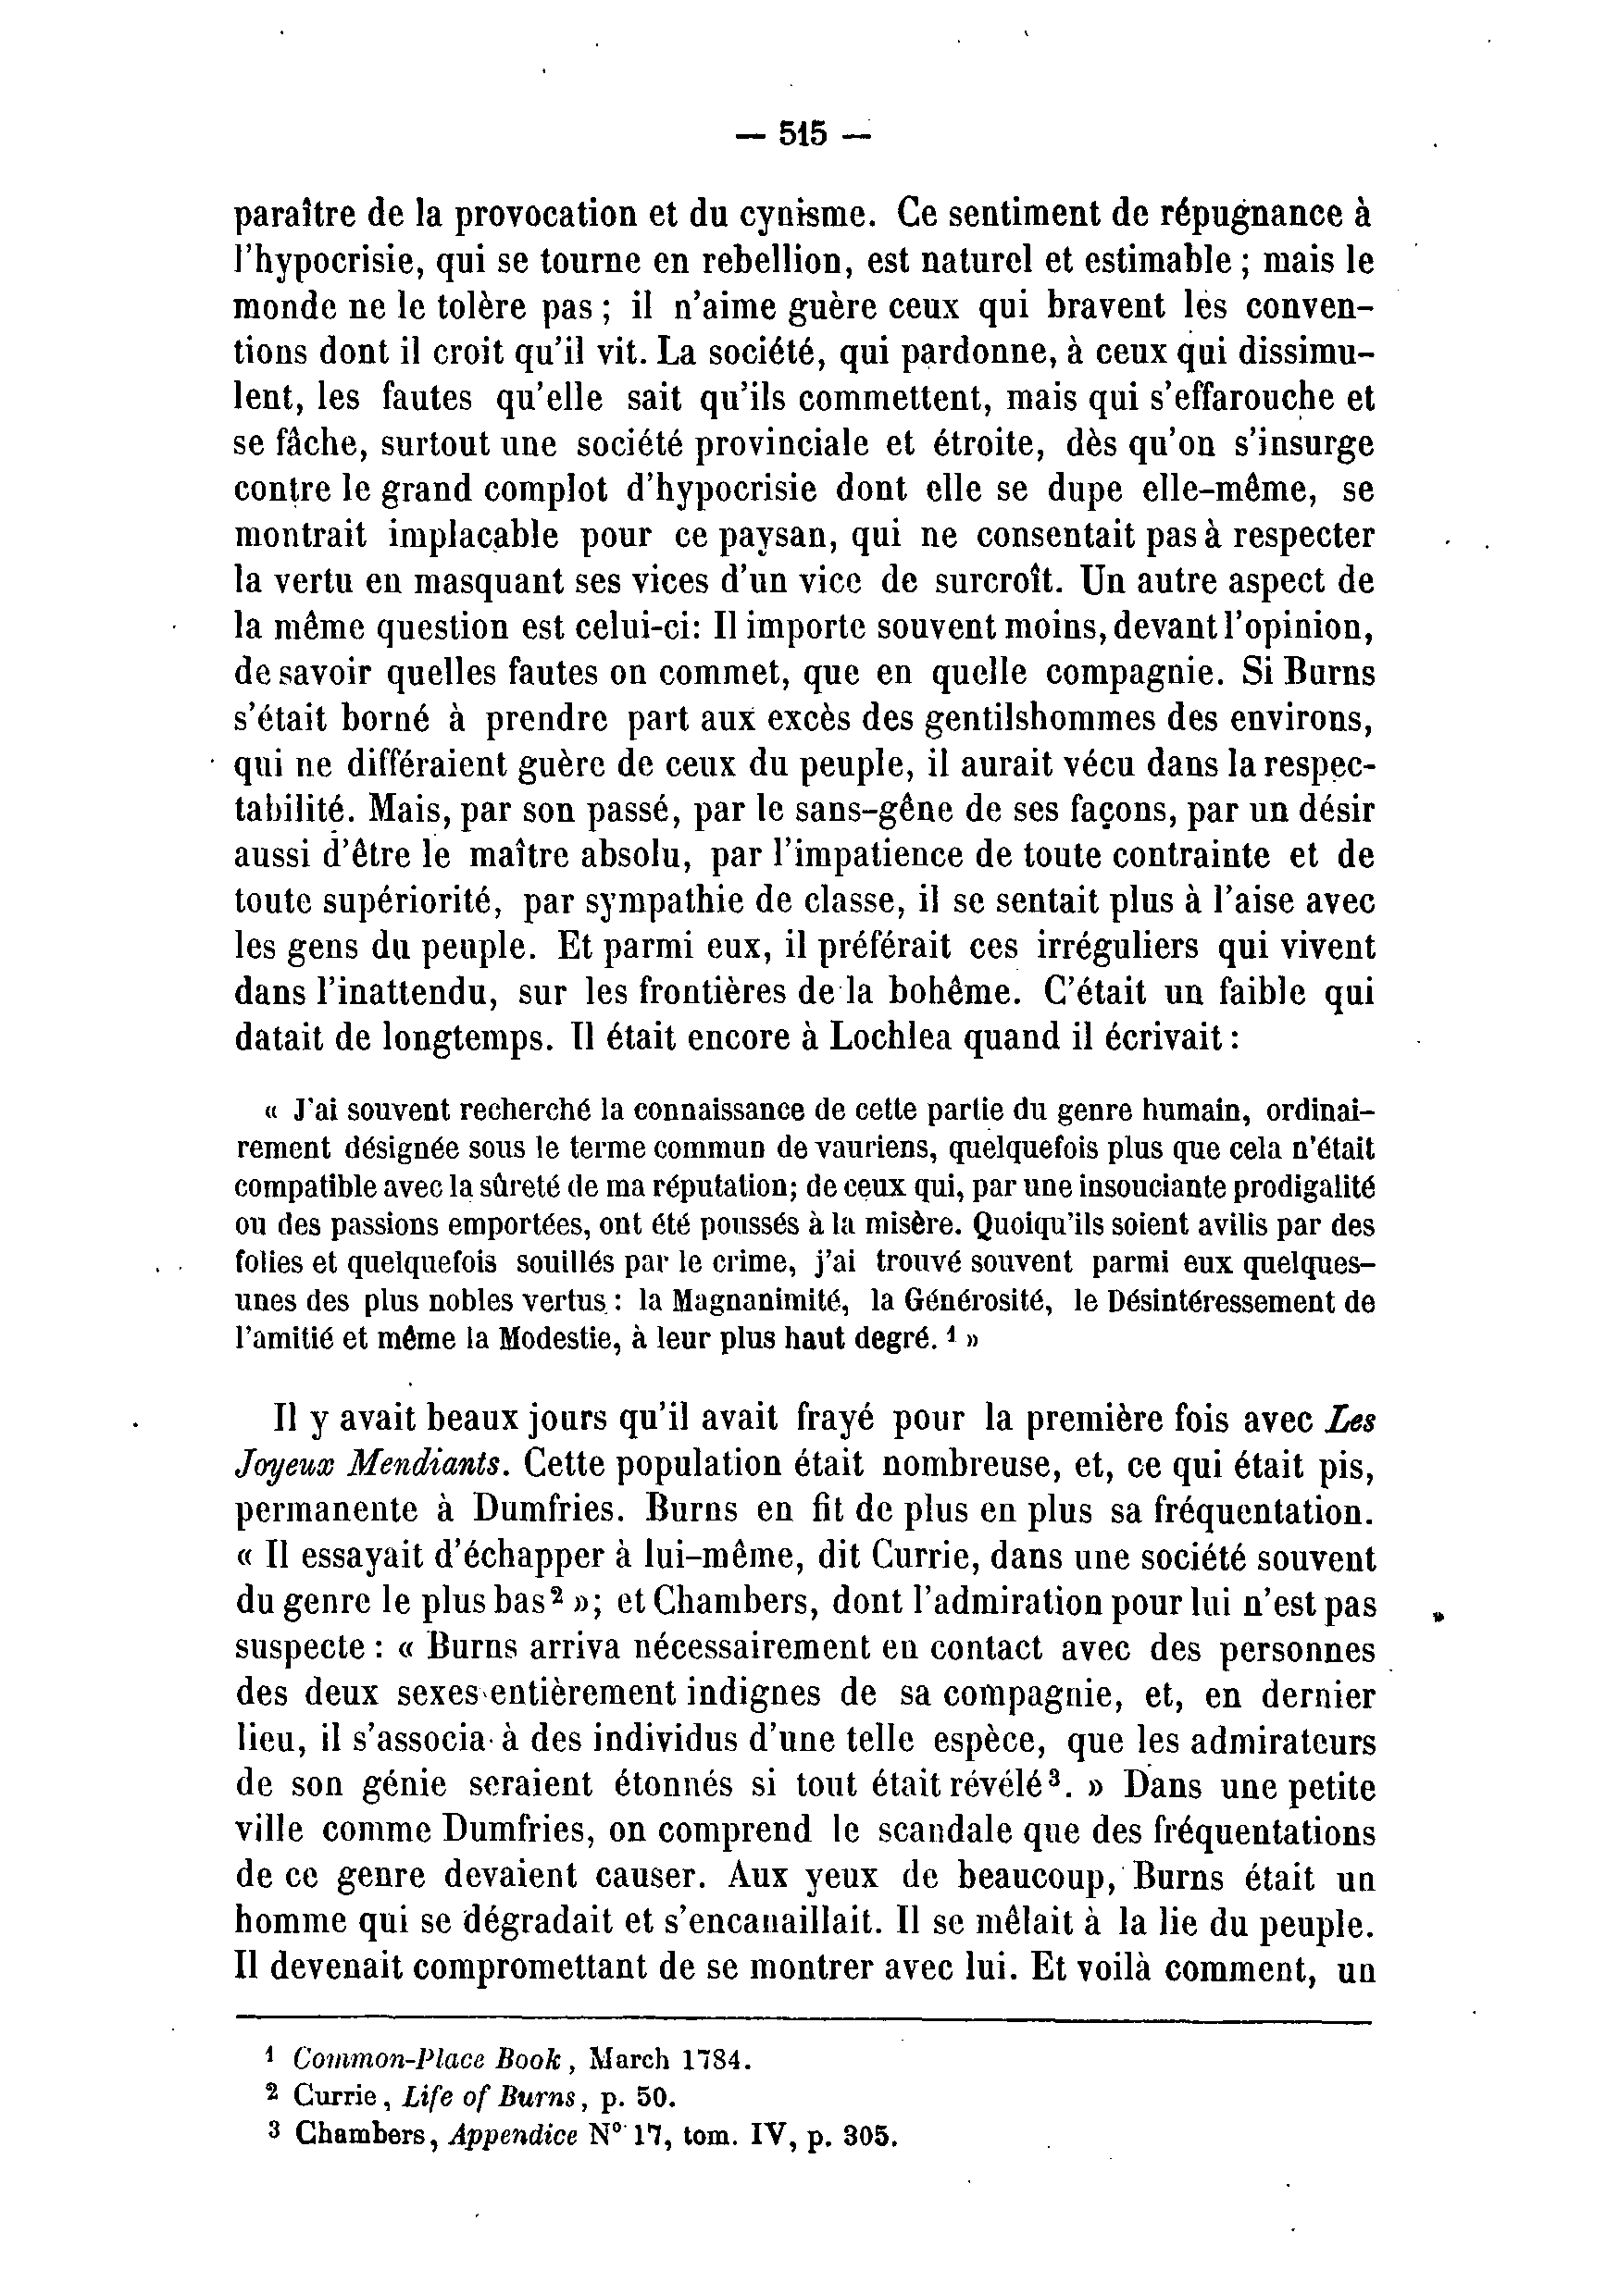 — 515 —
paraître de la provocation et du cynisme. Ce sentiment de répugnance à
l'hypocrisie, qui se tourne en rebellion, est naturel et estimable ; mais le
monde ne le tolère pas ; il n'aime guère ceux qui bravent les conven-
tions dont il croit qu'il vit. La société, qui pardonne, à ceux qui dissimu-
lent, les fautes qu'elle sait qu'ils commettent, mais qui s'effarouche et
se fâche, surtout une société provinciale et étroite, dès qu'on s'insurge
contre le grand complot d'hypocrisie dont elle se dupe elle-même, se
montrait implacable pour ce paysan, qui ne consentait pas à respecter
la vertu en masquant ses vices d'un vice de surcroît. Un autre aspect de
la même question est celui-ci: Il importe souvent moins, devant l'opinion,
de savoir quelles fautes on commet, que en quelle compagnie. Si Burns
s'était borné à prendre part aux excès des gentilshommes des environs,
qui ne différaient guère de ceux du peuple, il aurait vécu dans la respec-
tabilité. Mais, par son passé, par le sans-gêne de ses façons, par un désir
aussi d'être le maître absolu, par l'impatience de toute contrainte et de
toute supériorité, par sympathie de classe, il se sentait plus à l'aise avec
les gens du peuple. Et parmi eux, il préférait ces irréguliers qui vivent
dans l'inattendu, sur les frontières de la bohême. C'était un faible qui
datait de longtemps. Il était encore à Lochlea quand il écrivait :
« J'ai souvent recherché la connaissance de cette partie du genre humain, ordinai-
rement désignée sous le terme commun de vauriens, quelquefois plus que cela n'était
compatible avec la sûreté de ma réputation; de ceux qui, par une insouciante prodigalité
ou des passions emportées, ont été poussés à la misère. Quoiqu'ils soient avilis par des
folies et quelquefois souillés par le crime, j'ai trouvé souvent parmi eux quelques-
unes des plus nobles vertus : la Magnanimité, la Générosité, le Désintéressement de
l'amitié et même la Modestie, à leur plus haut degré. ¹ »
Il y avait beaux jours qu'il avait frayé pour la première fois avec Les
Joyeux Mendiants. Cette population était nombreuse, et, ce qui était pis,
permanente à Dumfries. Burns en fit de plus en plus sa fréquentation.
« Il essayait d'échapper à lui-même, dit Currie, dans une société souvent
du genre le plus bas² »; et Chambers, dont l'admiration pour lui n'est pas
suspecte : « Burns arriva nécessairement en contact avec des personnes
des deux sexes entièrement indignes de sa compagnie, et, en dernier
lieu, il s'associa à des individus d'une telle espèce, que les admirateurs
de son génie seraient étonnés si tout était révélé³. » Dans une petite
ville comme Dumfries, on comprend le scandale que des fréquentations
de ce genre devaient causer. Aux yeux de beaucoup, Burns était un
homme qui se dégradait et s'encanaillait. Il se mêlait à la lie du peuple.
Il devenait compromettant de se montrer avec lui. Et voilà comment, un
¹ Common-Place Book, March 1784.
² Currie, Life of Burns, p. 50.
³ Chambers, Appendice N° 17, tom. IV, p. 305.